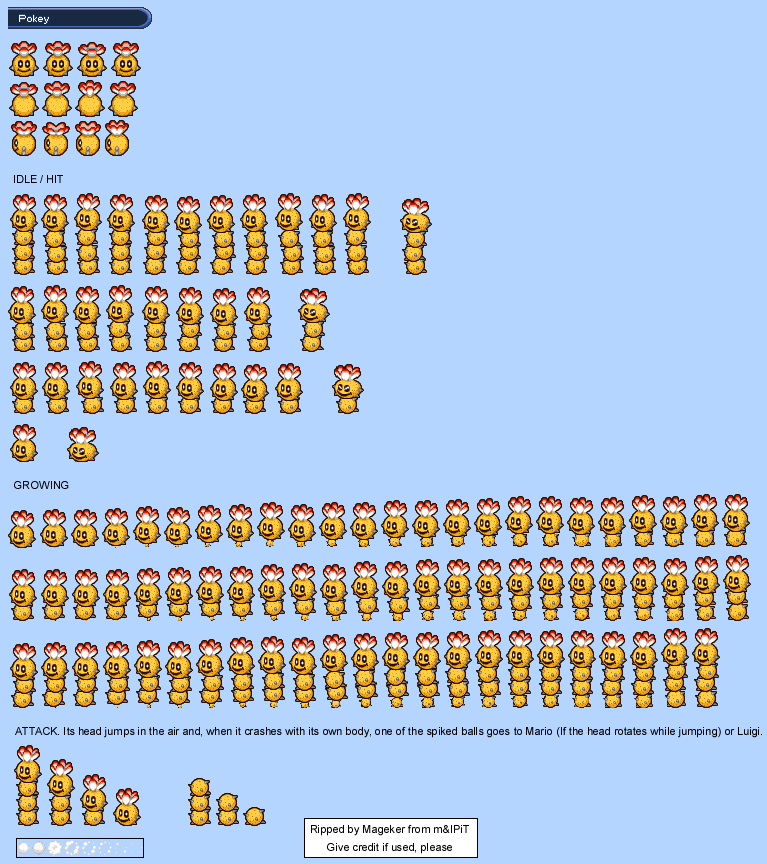 Pokey
IDLE / HIT
GROWING
ATTACK. Its head jumps in the air and, when it crashes with its own body, one of the spiked balls goes to Mario (If the head rotates while jumping) or Luigi.
Ripped by Mageker from m&lPiT
Give credit if used, please